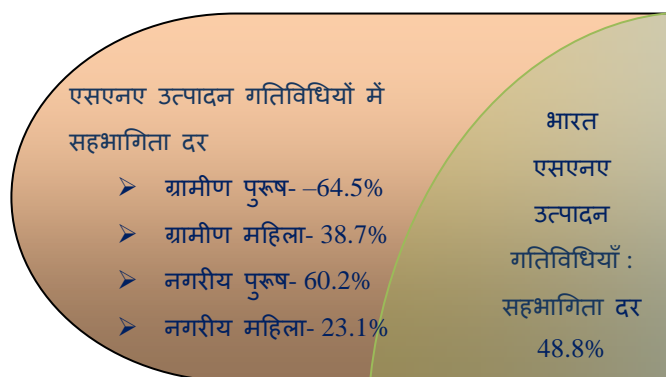 एसएनए उत्पादन गतिविधियों में
सहभागिता दर
➢ ग्रामीण पुरूष- –64.5%
➢ ग्रामीण महिला- 38.7%
➢ नगरीय पुरूष- 60.2%
➢ नगरीय महिला- 23.1%
भारत
एसएनए
उत्पादन
गतिविधियाँ :
सहभागिता दर
48.8%